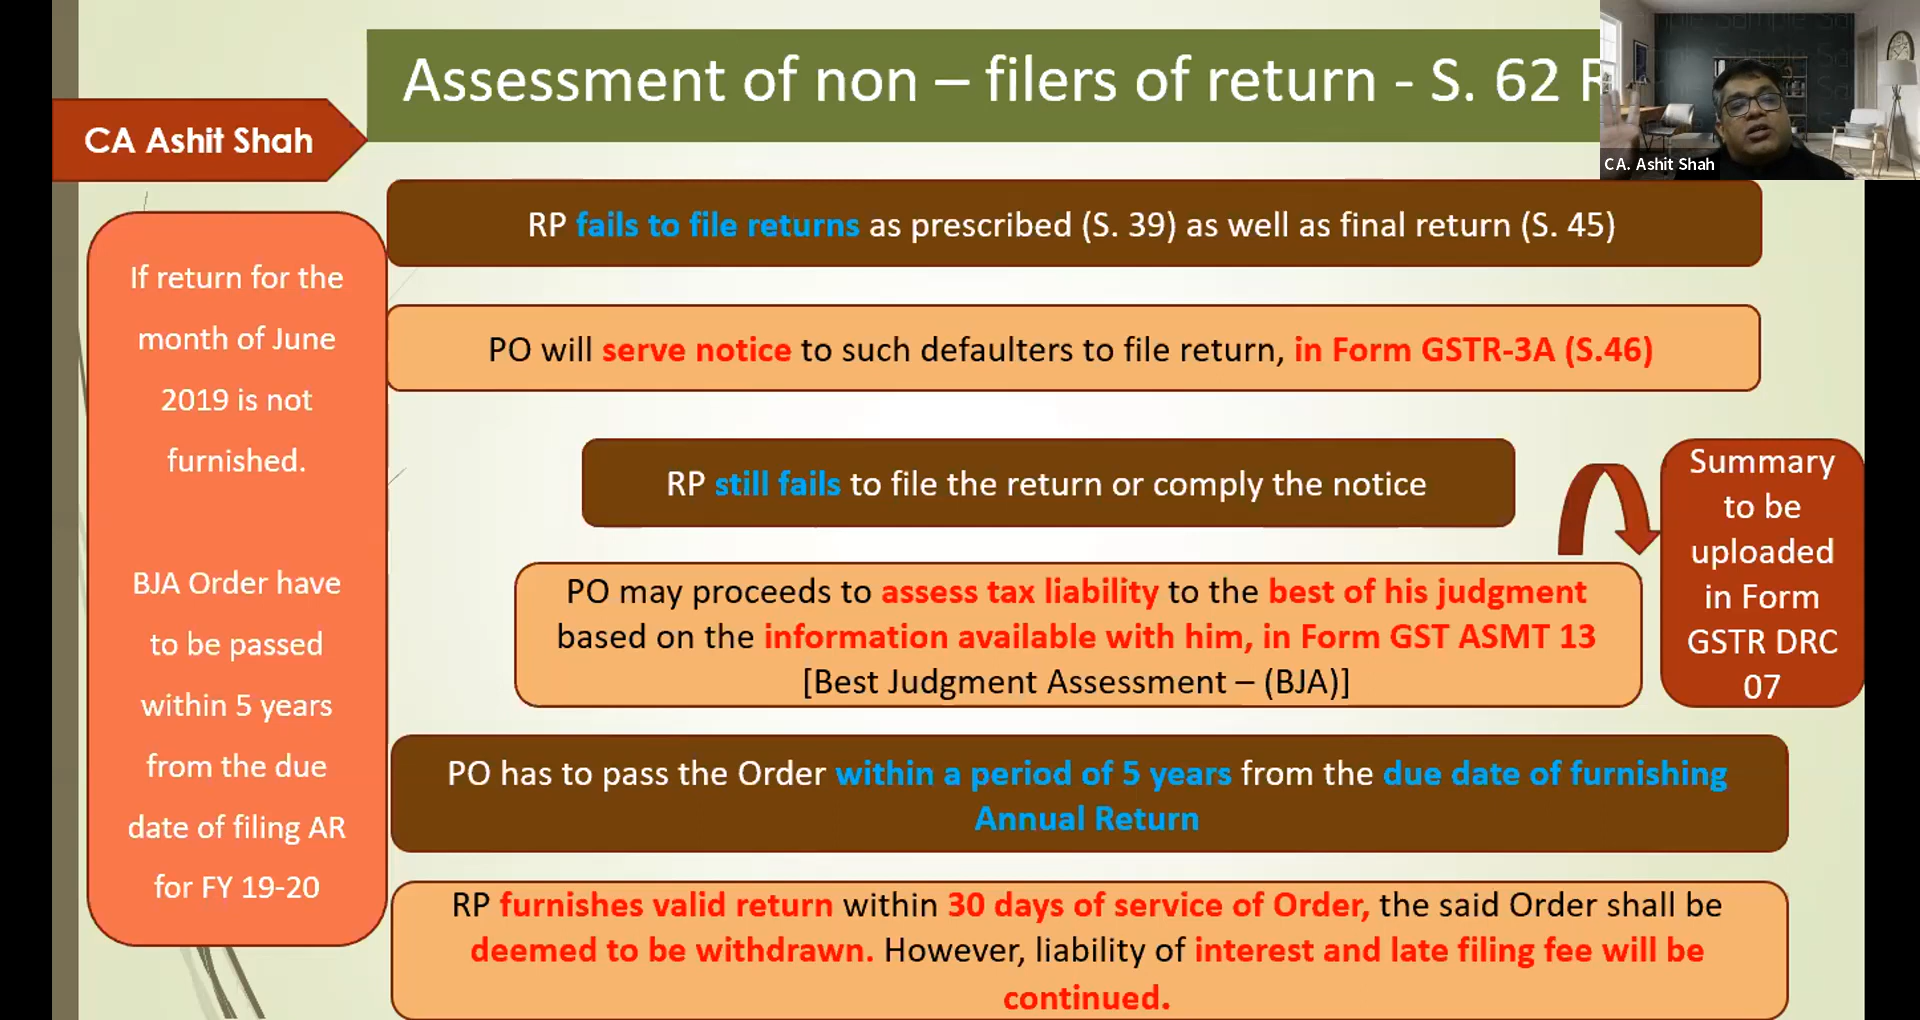 Assessment of non – filers of return - S. 62 R
CA Ashit Shah
CA. Ashit Shah
RP fails to file returns as prescribed (S. 39) as well as final return (S. 45)
If return for the
month of June
2019 is not
furnished.
BJA Order have
to be passed
within 5 years
from the due
date of filing AR
for FY 19-20
PO will serve notice to such defaulters to file return, in Form GSTR-3A (S.46)
RP still fails to file the return or comply the notice
Summary
to be
uploaded
in Form
GSTR DRC
07
PO may proceeds to assess tax liability to the best of his judgment
based on the information available with him, in Form GST ASMT 13
[Best Judgment Assessment – (BJA)]
PO has to pass the Order within a period of 5 years from the due date of furnishing
Annual Return
RP furnishes valid return within 30 days of service of Order, the said Order shall be
deemed to be withdrawn. However, liability of interest and late filing fee will be
continued.